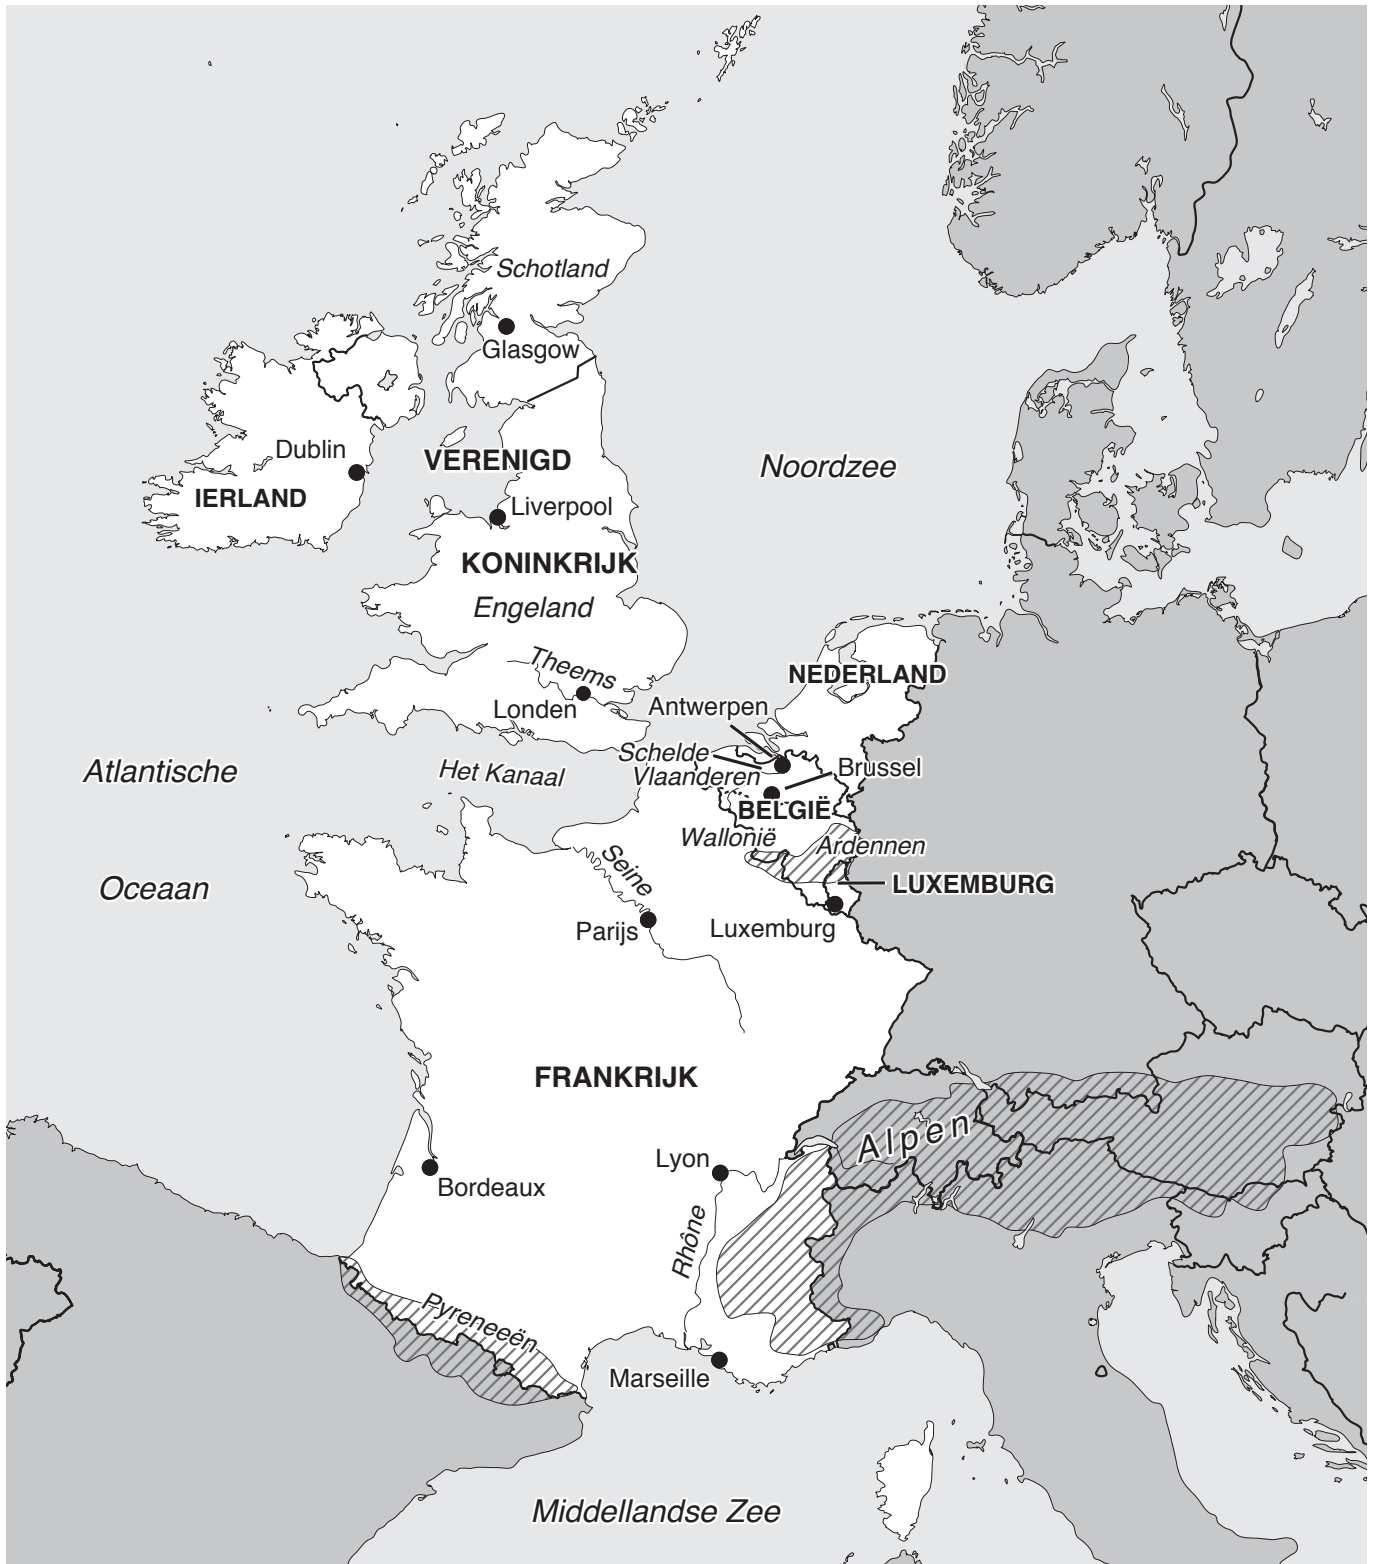 Schotland
Glasgow
Dublin
VERENIGD
Noordzee
IERLAND
Liverpool
KONINKRIJK
Engeland
Theems
NEDERLAND
Londen
Antwerpen
Schelde
Atlantische
Het Kanaal
Vlaanderen
Brussel
BELGIË
Wallonië
Ardennen
Seine
Oceaan
LUXEMBURG
Parijs
Luxemburg
FRANKRIJK
Alpen
Lyon
Bordeaux
Rhône
Pyreneeën
Marseille
Middellandse Zee